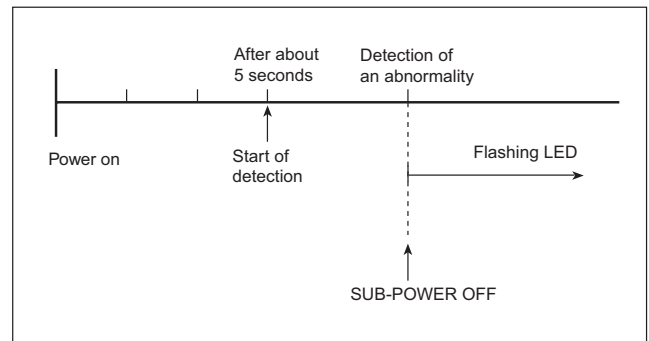 After about
5 seconds
Detection of
an abnormality
Power on
Start of
detection
Flashing LED
SUB-POWER OFF